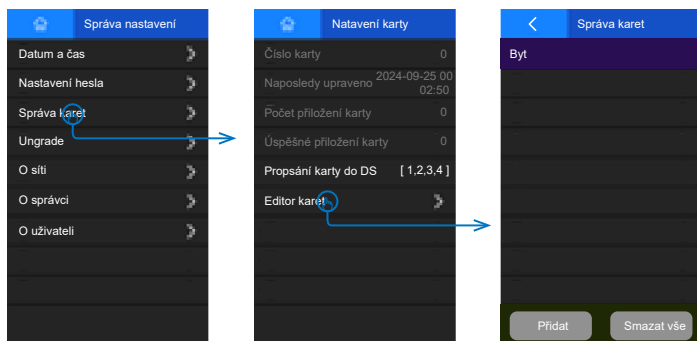 Správa nastavení
Datum a čas
Nastavení hesla
Správa karet
Ungrade
O síti
O správci
O uživateli
Natavení karty
Číslo karty 0
Naposledy upraveno 2024-09-25 00
02:50
Počet přiložení karty 0
Úspěšné přiložení karty 0
Propsání karty do DS [ 1,2,3,4 ]
Editor karet
Správa karet
Byt
Přidat Smazat vše